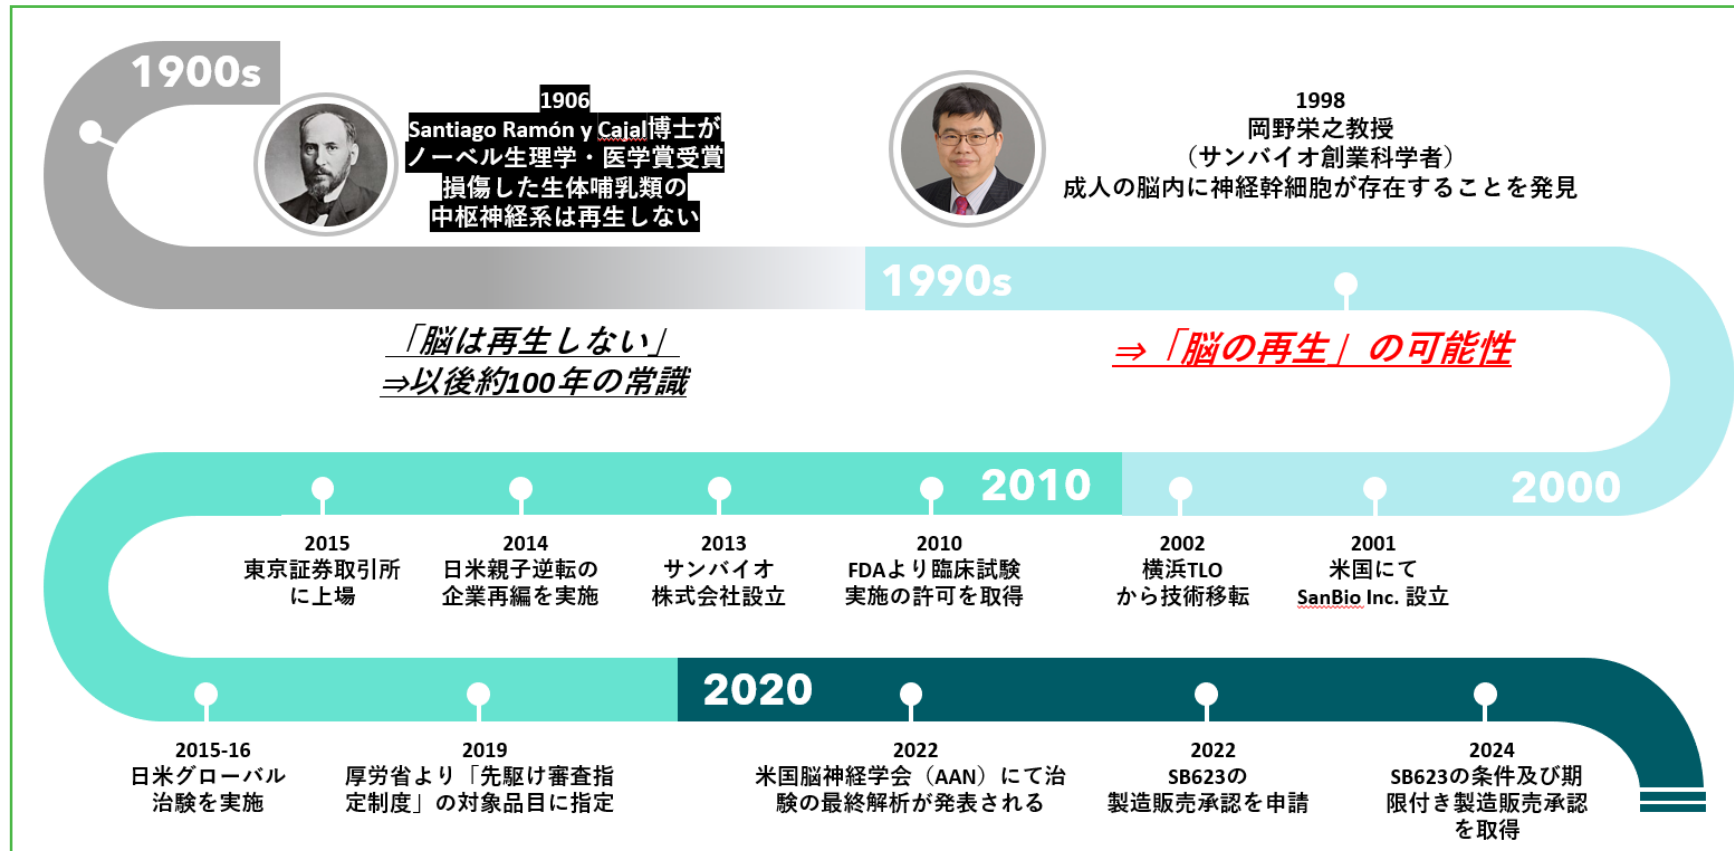 1900s
1906
Santiago Ramón y Cajal博士が
ノーベル生理学・医学賞受賞
損傷した生体哺乳類の
中枢神経系は再生しない
1998
岡野栄之教授
（サンバイオ創業科学者）
成人の脳内に神経幹細胞が存在することを発見
1990s
「脳は再生しない」
⇒以後約100年の常識
⇒「脳の再生」の可能性
2010
2000
2015
東京証券取引所
に上場
2014
日米親子逆転の
企業再編を実施
2013
サンバイオ
株式会社設立
2010
FDAより臨床試験
実施の許可を取得
2002
横浜TLO
から技術移転
2001
米国にて
SanBio Inc. 設立
2020
2015-16
日米グローバル
治験を実施
2019
厚労省より「先駆け審査指
定制度」の対象品目に指定
2022
米国脳神経学会（AAN）にて治
験の最終解析が発表される
2022
SB623の
製造販売承認を申請
2024
SB623の条件及び期
限付き製造販売承認
を取得